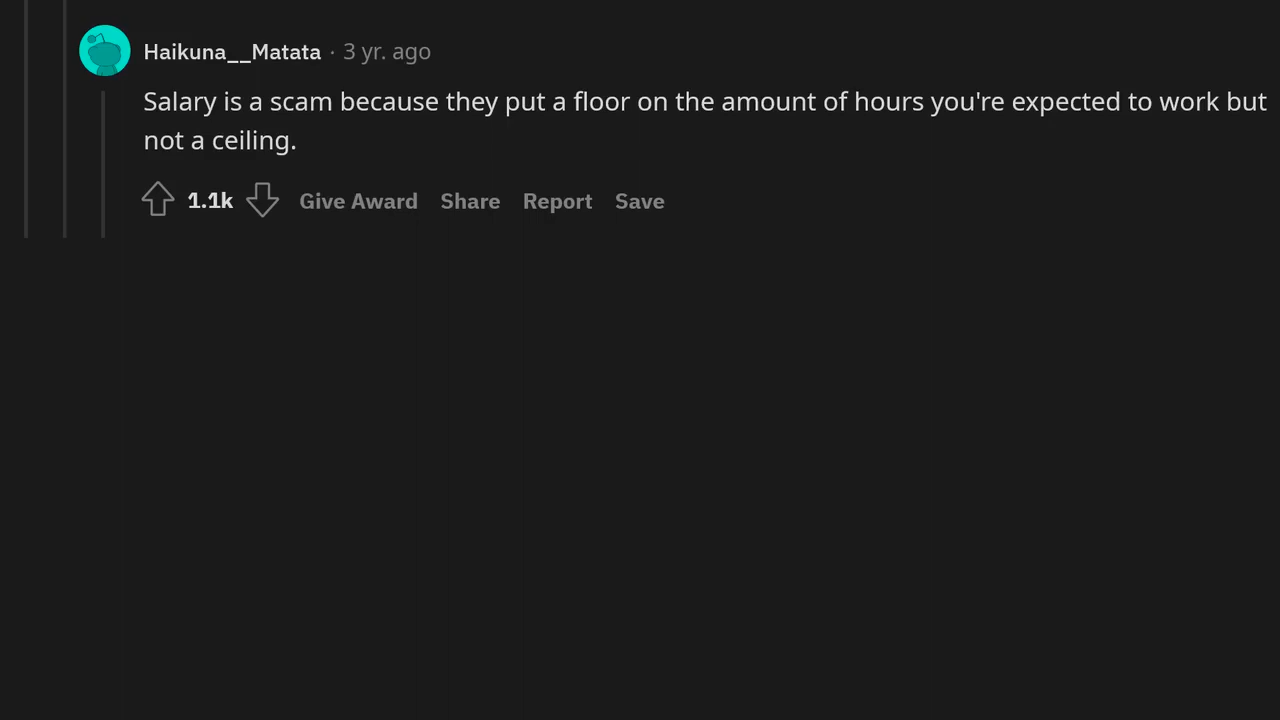 Haikuna__Matata · 3 yr. ago
Salary is a scam because they put a floor on the amount of hours you're expected to work but
not a ceiling.
1.1k Give Award Share Report Save